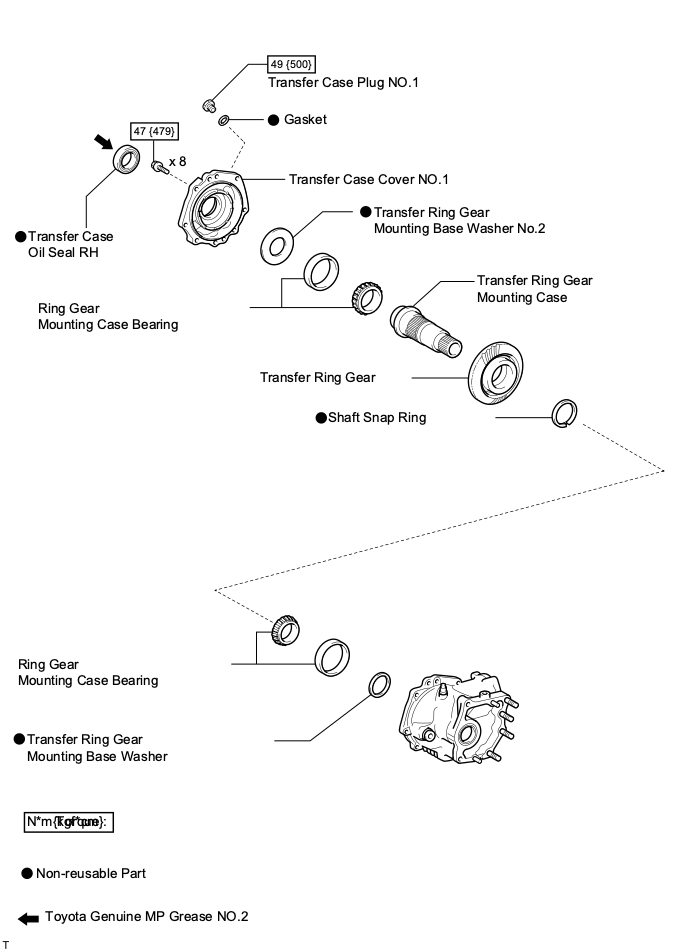 49 {500}
Transfer Case Plug NO.1
Gasket
47 {479}
x 8
Transfer Case Cover NO.1
Transfer Case
Oil Seal RH
Transfer Ring Gear
Mounting Base Washer No.2
Transfer Ring Gear
Mounting Case
Ring Gear
Mounting Case Bearing
Transfer Ring Gear
Shaft Snap Ring
Ring Gear
Mounting Case Bearing
Transfer Ring Gear
Mounting Base Washer
N*m
Non-reusable Part
Toyota Genuine MP Grease NO.2
T